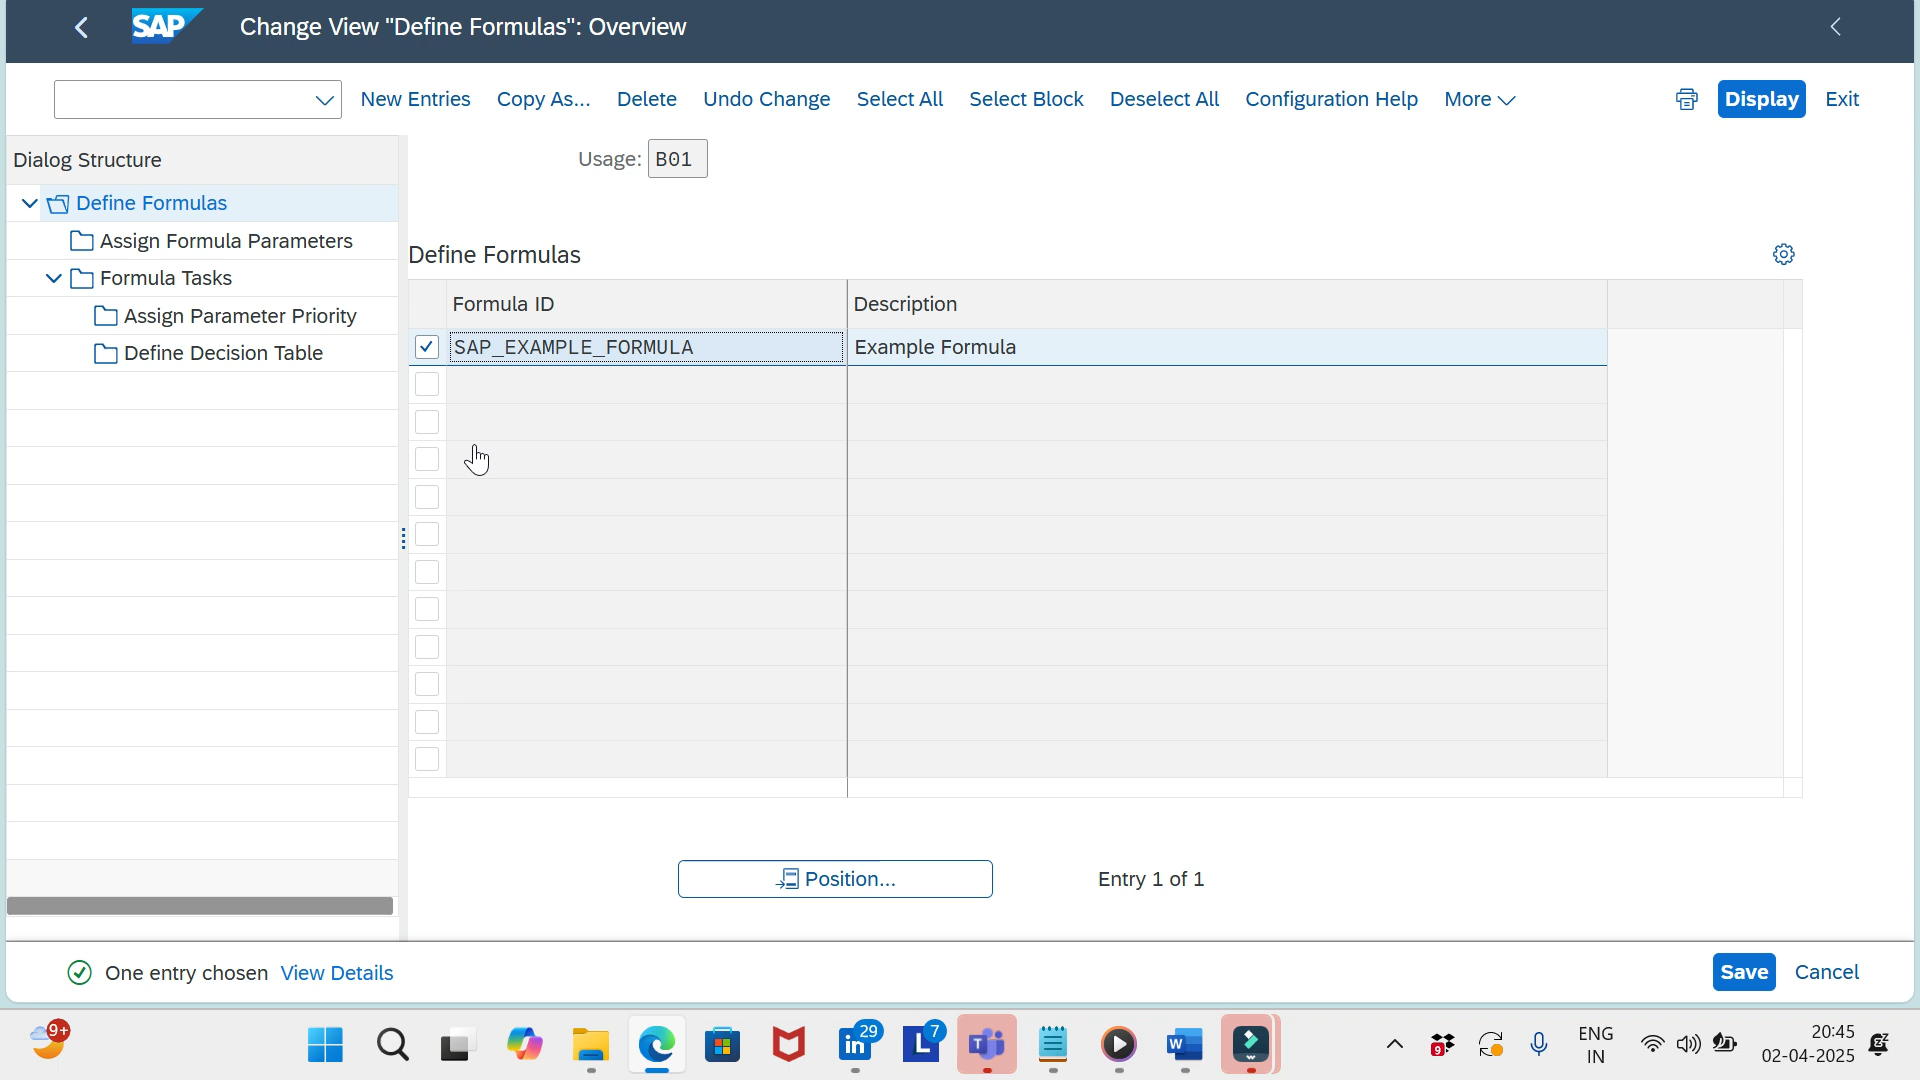 SAP Change View "Define Formulas": Overview
New Entries Copy As... Delete Undo Change Select All Select Block Deselect All Configuration Help More Display Exit
Dialog Structure
Usage: B01
Define Formulas
Assign Formula Parameters
Formula Tasks
Assign Parameter Priority
Define Decision Table
Define Formulas
Formula ID Description
SAP_EXAMPLE_FORMULA Example Formula
Position... Entry 1 of 1
One entry chosen View Details Save Cancel
9+
29
7
9
ENG
IN
20:45
02-04-2025